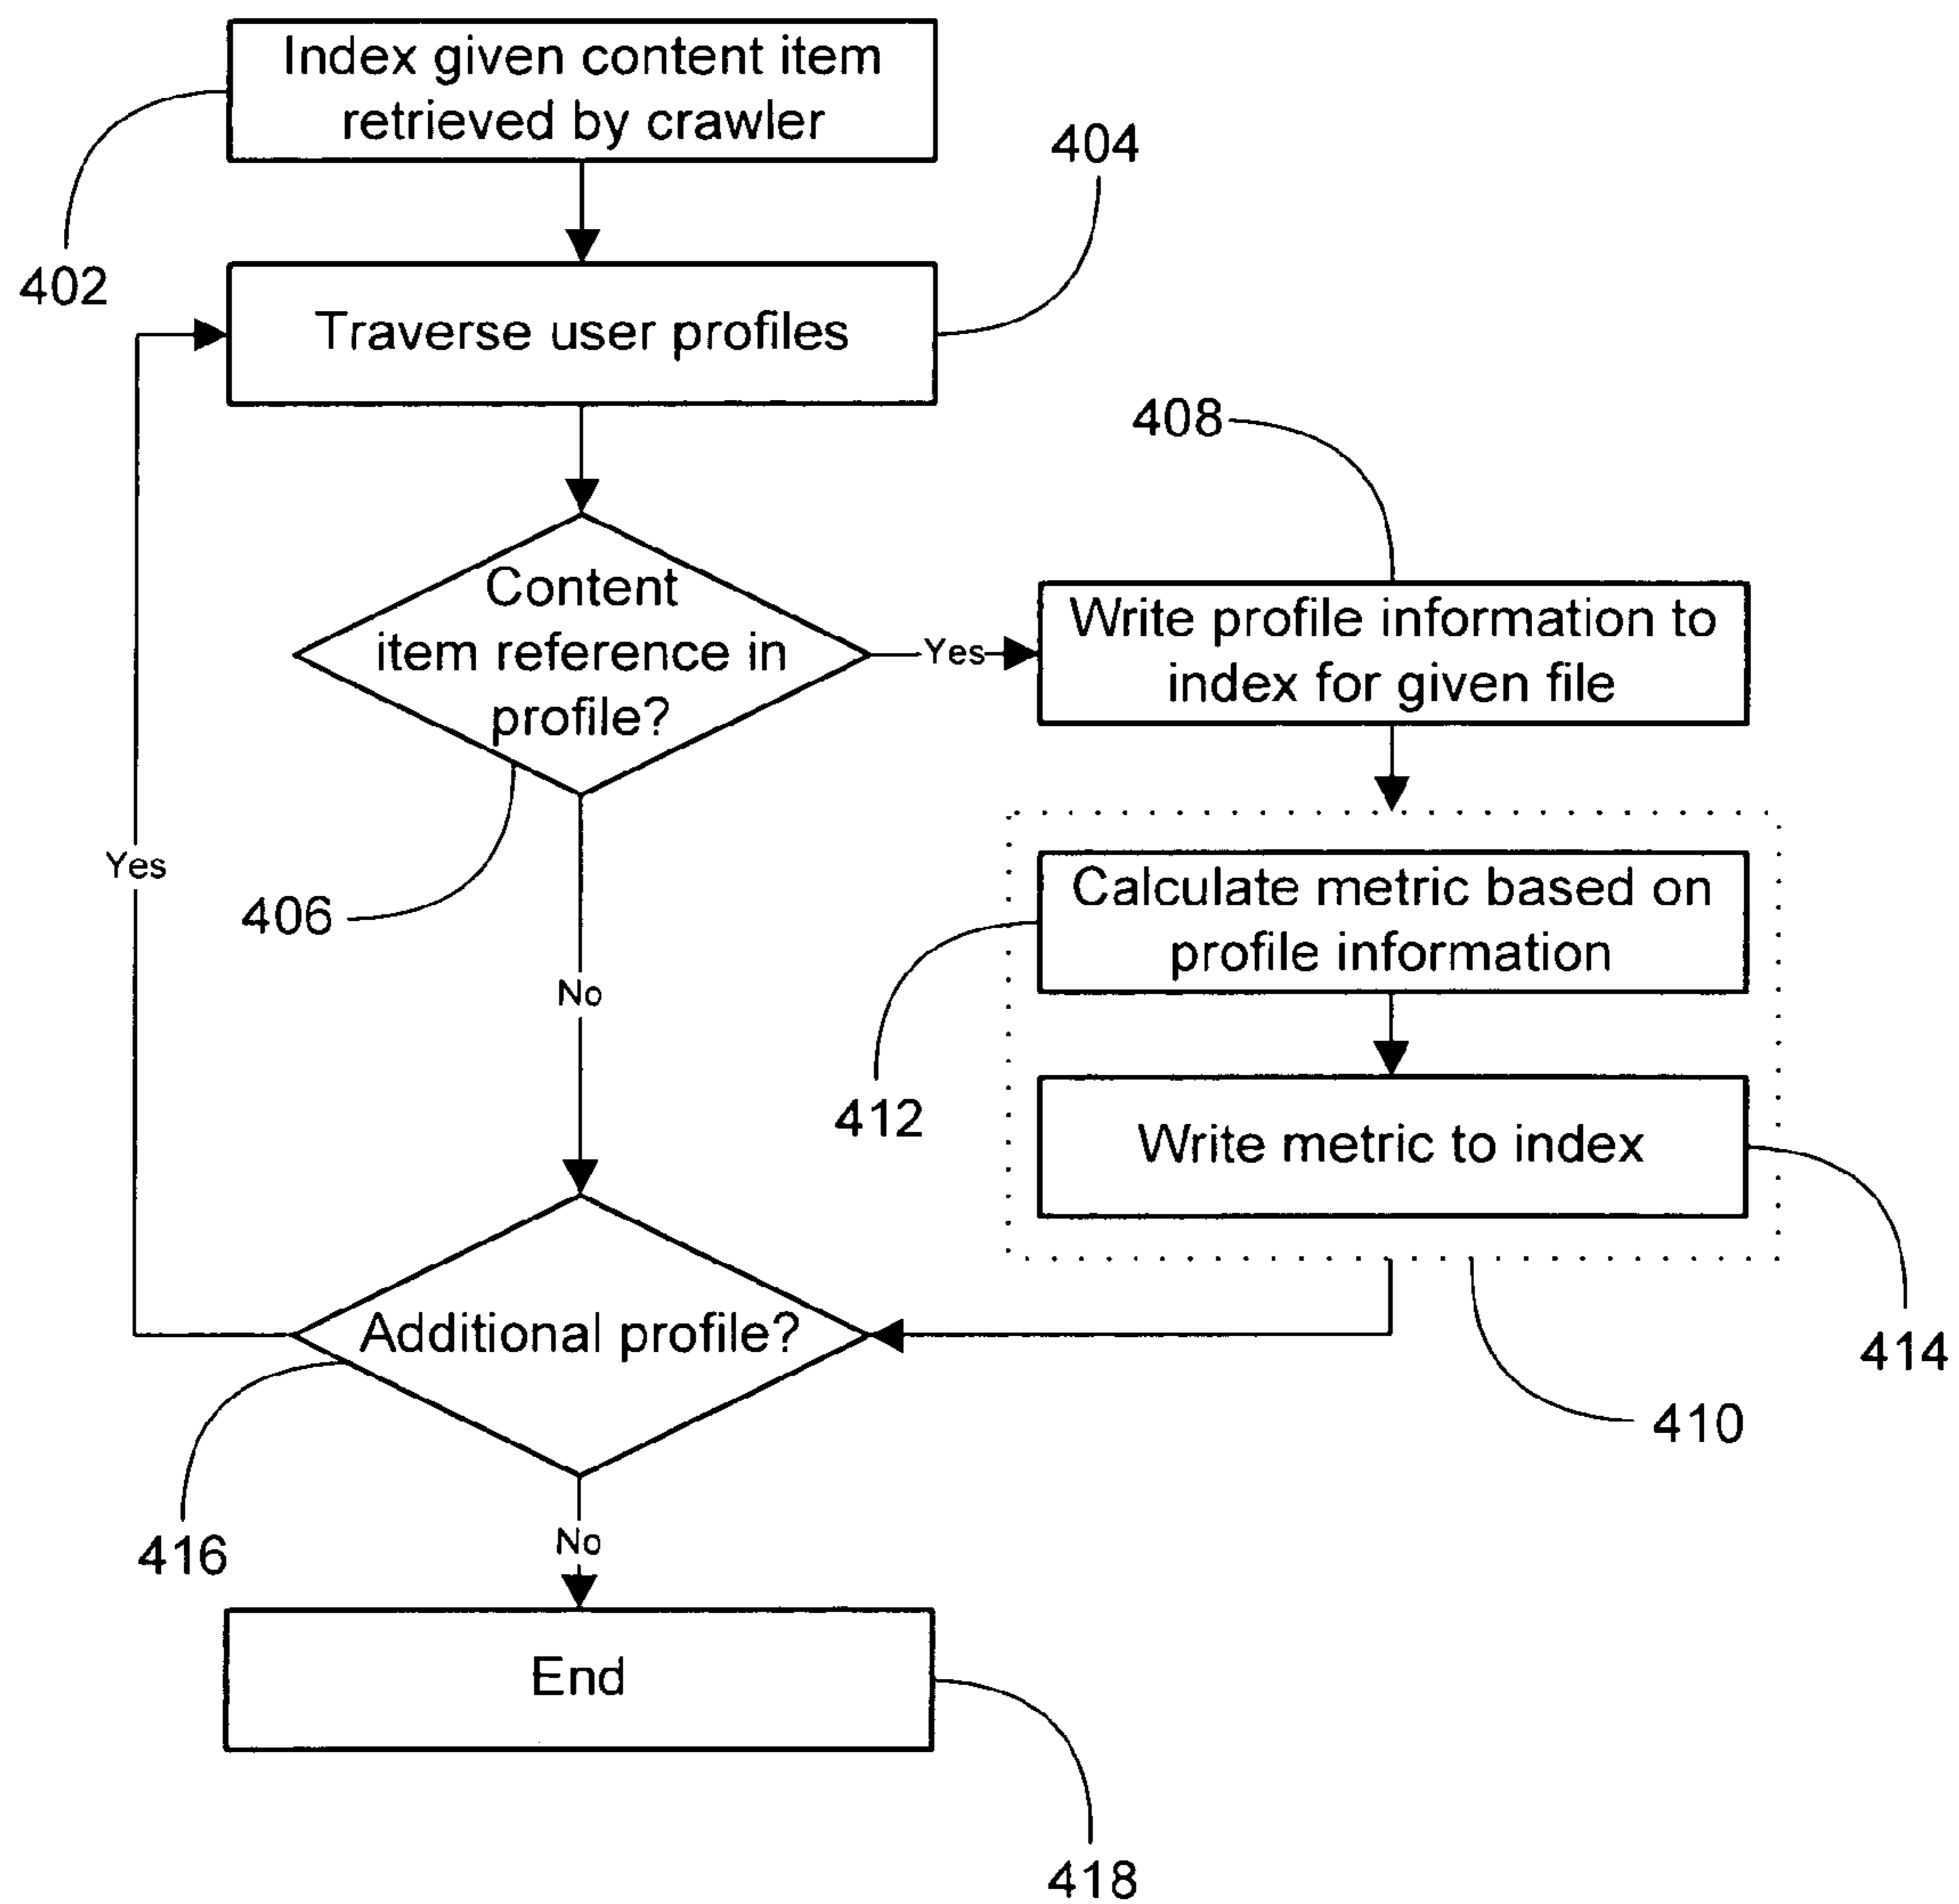 Index given content item
retrieved by crawler
404
402
Traverse user profiles
408
Content
item reference in
profile?
Yes
Write profile information to
index for given file
Yes
406
Calculate metric based on
profile information
No
412
Write metric to index
Additional profile?
414
410
416
No
End
418